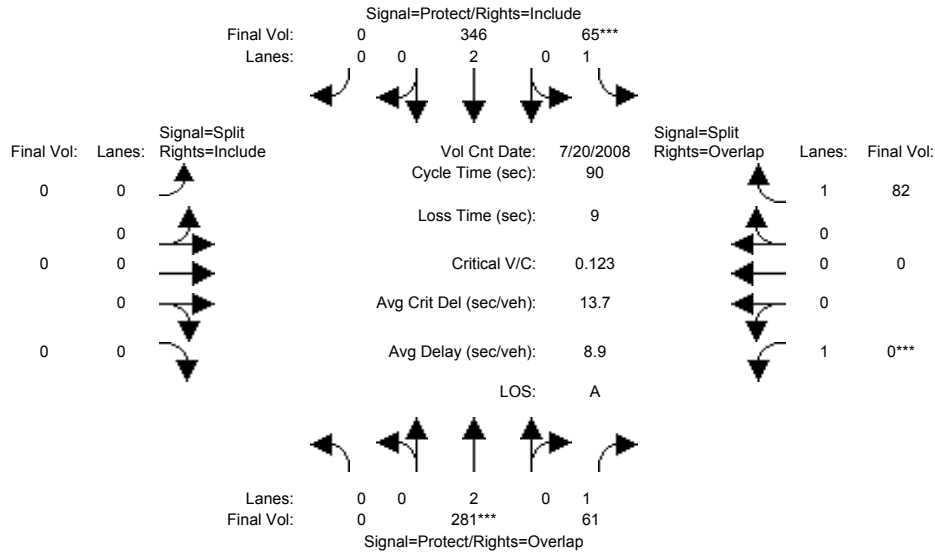 Signal=Protect/Rights=Include
Final Vol: 0 346 65***
Lanes: 0 0 2 0 1
Signal=Split Signal=Split
Final Vol: Lanes: Rights=Include Vol Cnt Date: 7/20/2008 Rights=Overlap Lanes: Final Vol:
Cycle Time (sec): 90
0 0 1 82
Loss Time (sec): 9
0 0
0 0 Critical V/C: 0.123 0 0
0 Avg Crit Del (sec/veh): 13.7 0
0 0 Avg Delay (sec/veh): 8.9 1 0***
LOS: A
Lanes: 0 0 2 0 1
Final Vol: 0 281*** 61
Signal=Protect/Rights=Overlap